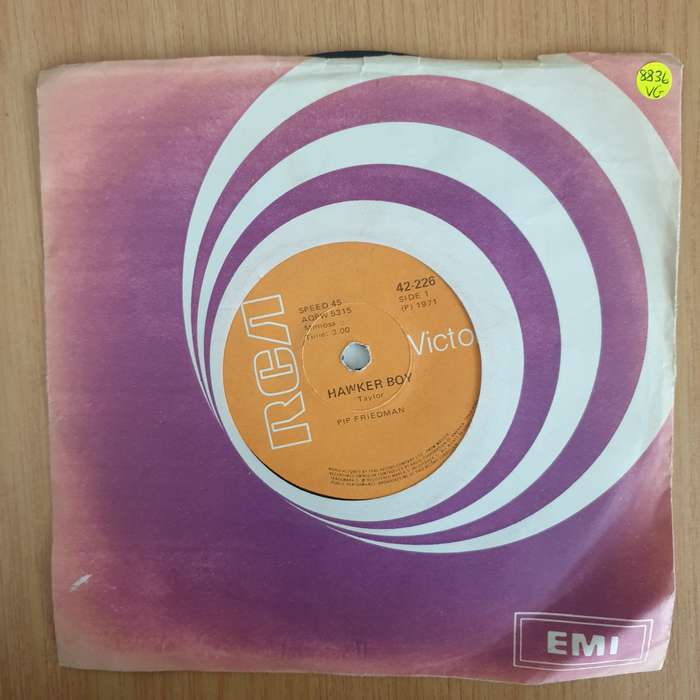 8836
VG
RCA
Victo
SPEED 45
AORW 5315
Mimosa
Time: 3.00
42-226
SIDE 1
(P) 1971
HAWKER BOY
Taylor
PIP FRIEDMAN
EMI